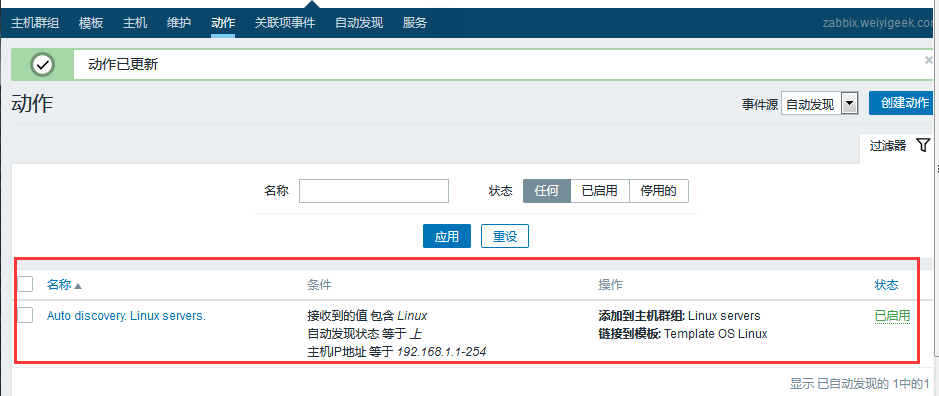 主机群组 模板 主机 维护 动作 关联项事件 自动发现 服务 zabbix.weiyigeek.com
动作已更新 ×
动作 事件源 自动发现 创建动作
过滤器
名称 状态 任何 已启用 停用的
应用 重设
名称 条件 操作 状态
Auto discovery. Linux servers. 接收到的值 包含 Linux 添加到主机群组: Linux servers 已启用
自动发现状态 等于 上 链接到模板: Template OS Linux
主机IP地址 等于 192.168.1.1-254
显示 已自动发现的 1中的1